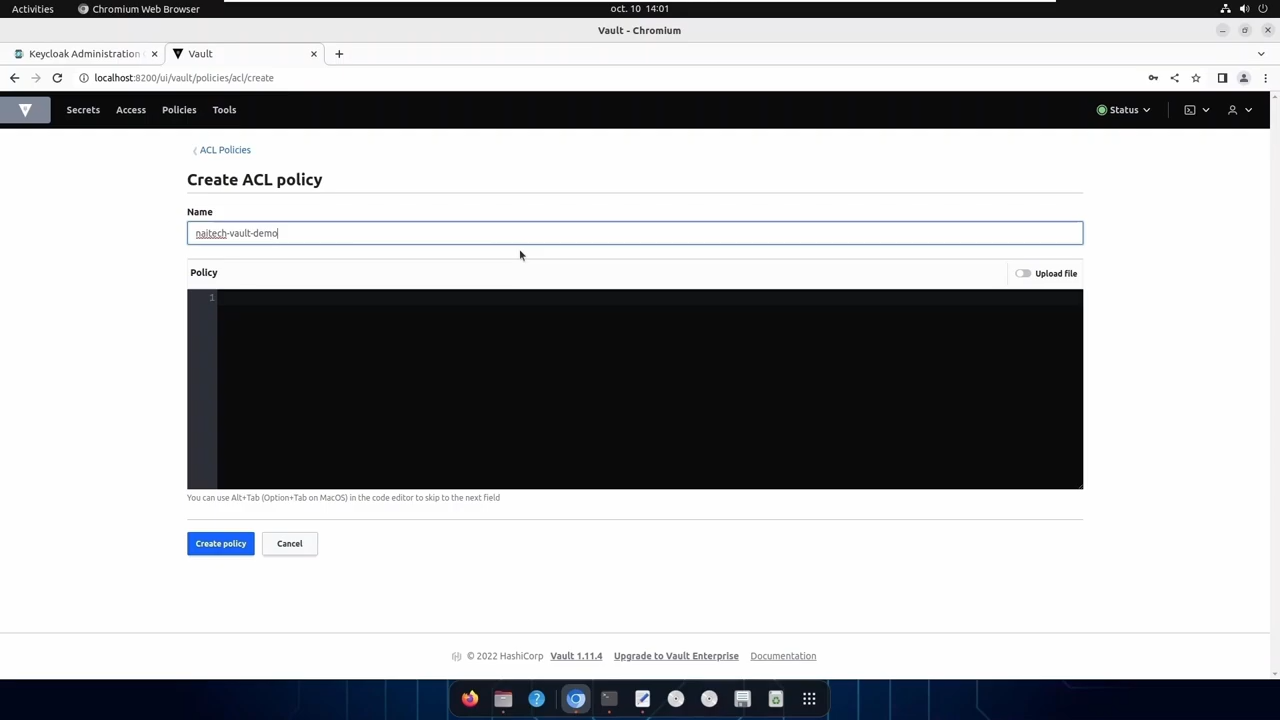 Activities
Chromium Web Browser
oct. 10 14:01
Vault - Chromium
Keycloak Administration
Vault
localhost:8200/ui/vault/policies/acl/create
Secrets
Access
Policies
Tools
Status
ACL Policies
Create ACL policy
Name
naitech-vault-demo
Policy
Upload file
1
You can use Alt+Tab (Option+Tab on MacOS) in the code editor to skip to the next field
Create policy
Cancel
© 2022 HashiCorp Vault 1.11.4 Upgrade to Vault Enterprise Documentation